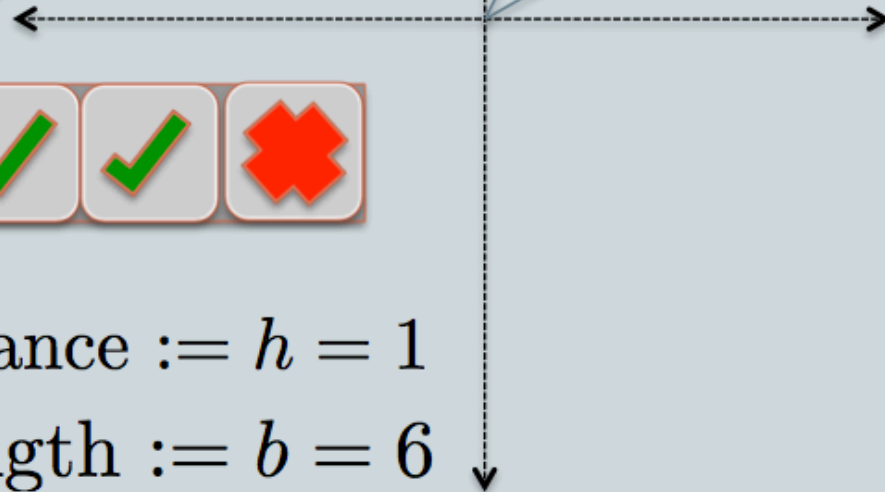 ance := h = 1
gth := b = 6